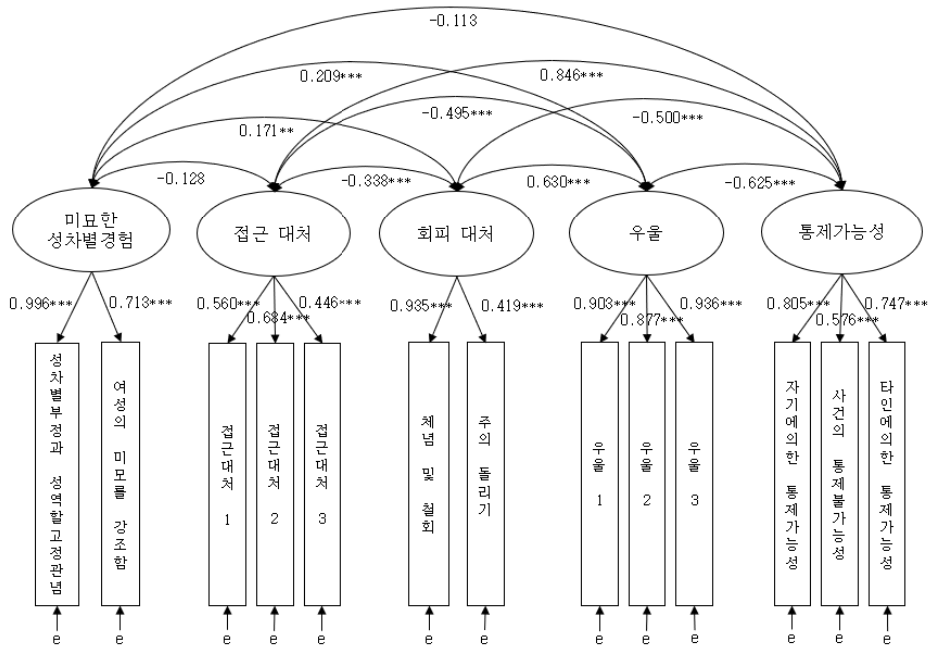 -0.113
0.209***
0.846***
-0.495***
-0.500***
0.171**
-0.128
-0.338***
0.630***
-0.625***
미묘한
성차별경험
접근 대처
회피 대처
우울
통제가능성
0.996***
0.713***
0.560***
0.684***
0.446***
0.935***
0.419***
0.903***
0.877***
0.936***
0.805***
0.576***
0.747***
성차별부정과 성역할고정관념
여성의 미모를 강조함
접근대처 1
접근대처 2
접근대처 3
체념 및 철회
주의 돌리기
우울 1
우울 2
우울 3
자기에의한 통제가능성
사건의 통제불가능성
타인에의한 통제가능성
e
e
e
e
e
e
e
e
e
e
e
e
e